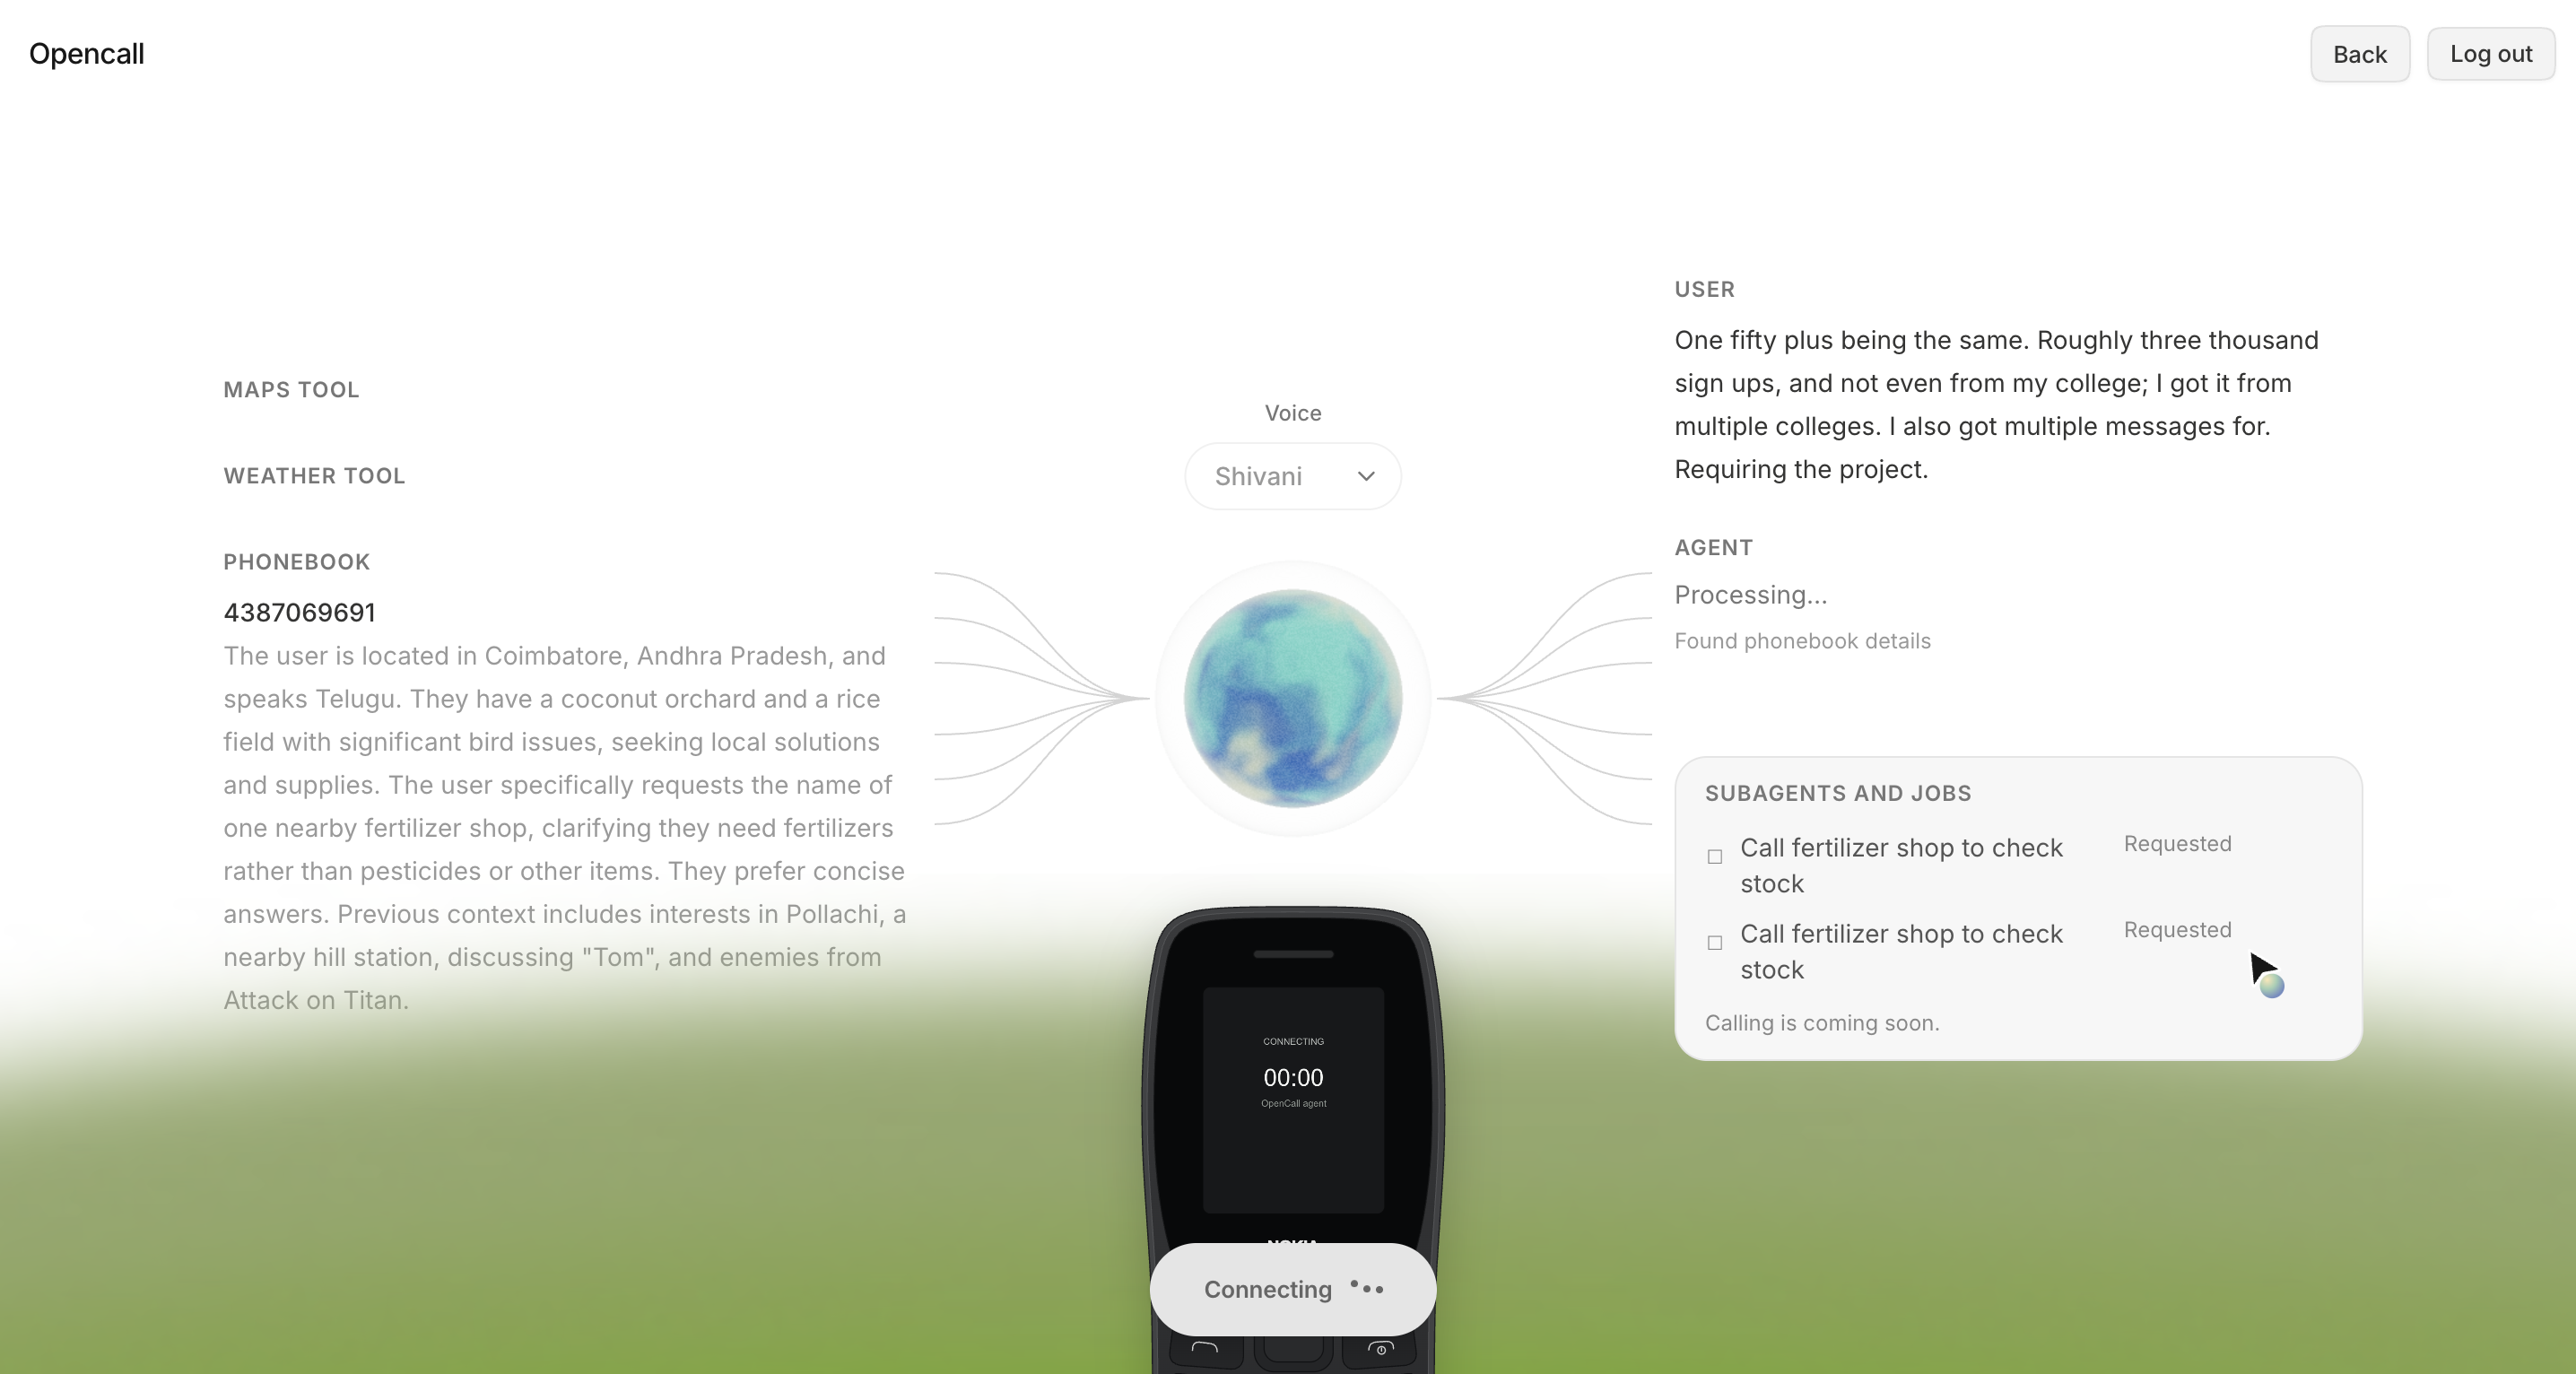 Opencall
Back
Log out
MAPS TOOL
WEATHER TOOL
PHONEBOOK
4387069691
The user is located in Coimbatore, Andhra Pradesh, and
speaks Telugu. They have a coconut orchard and a rice
field with significant bird issues, seeking local solutions
and supplies. The user specifically requests the name of
one nearby fertilizer shop, clarifying they need fertilizers
rather than pesticides or other items. They prefer concise
answers. Previous context includes interests in Pollachi, a
nearby hill station, discussing "Tom", and enemies from
Attack on Titan.
Voice
Shivani
CONNECTING
00:00
OpenCall agent
NOKIA
Connecting
USER
One fifty plus being the same. Roughly three thousand
sign ups, and not even from my college; I got it from
multiple colleges. I also got multiple messages for.
Requiring the project.
AGENT
Processing...
Found phonebook details
SUBAGENTS AND JOBS
Call fertilizer shop to check
stock
Requested
Call fertilizer shop to check
stock
Requested
Calling is coming soon.